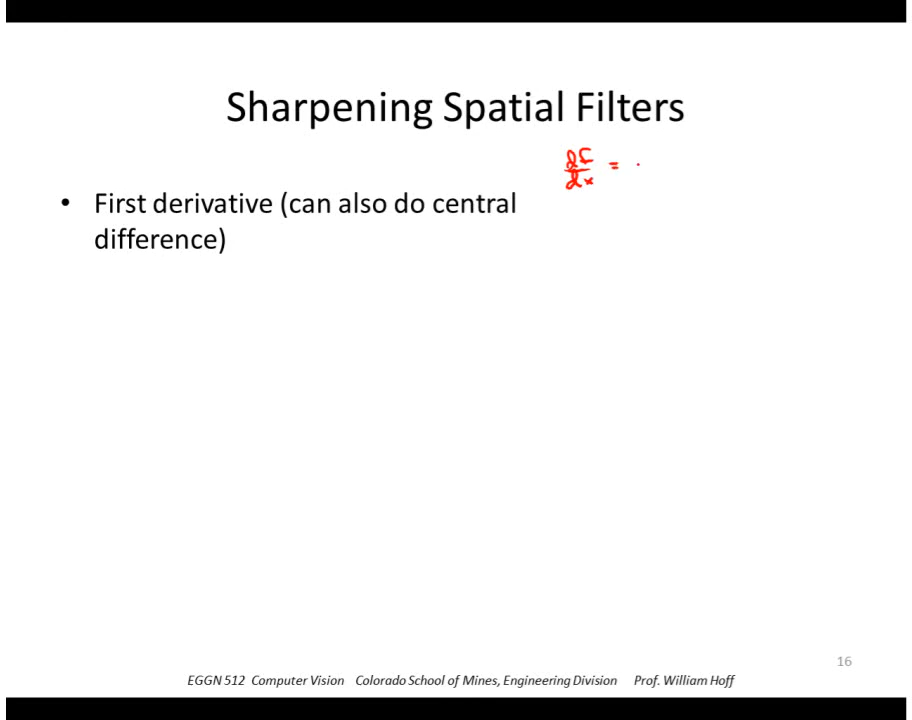 Sharpening Spatial Filters
∂f/∂x =
• First derivative (can also do central
difference)
16
EGGN 512 Computer Vision Colorado School of Mines, Engineering Division Prof. William Hoff